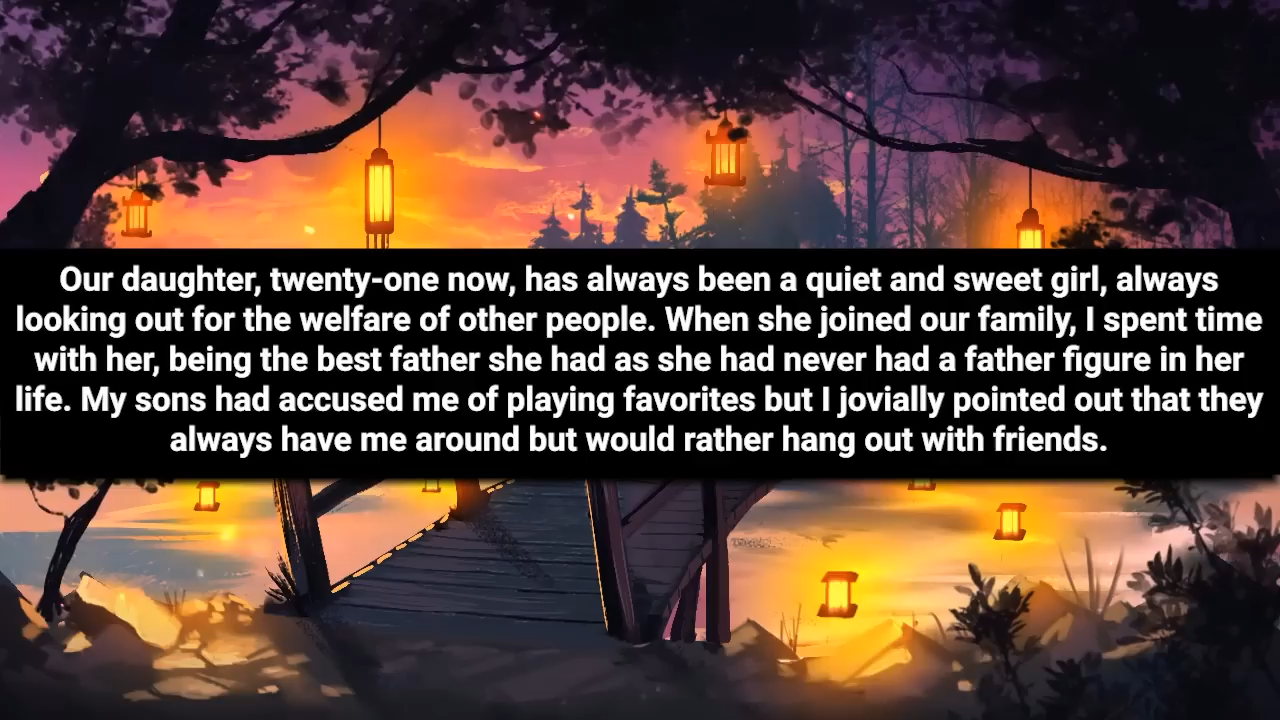 Our daughter, twenty-one now, has always been a quiet and sweet girl, always
looking out for the welfare of other people. When she joined our family, I spent time
with her, being the best father she had as she had never had a father figure in her
life. My sons had accused me of playing favorites but I jovially pointed out that they
always have me around but would rather hang out with friends.